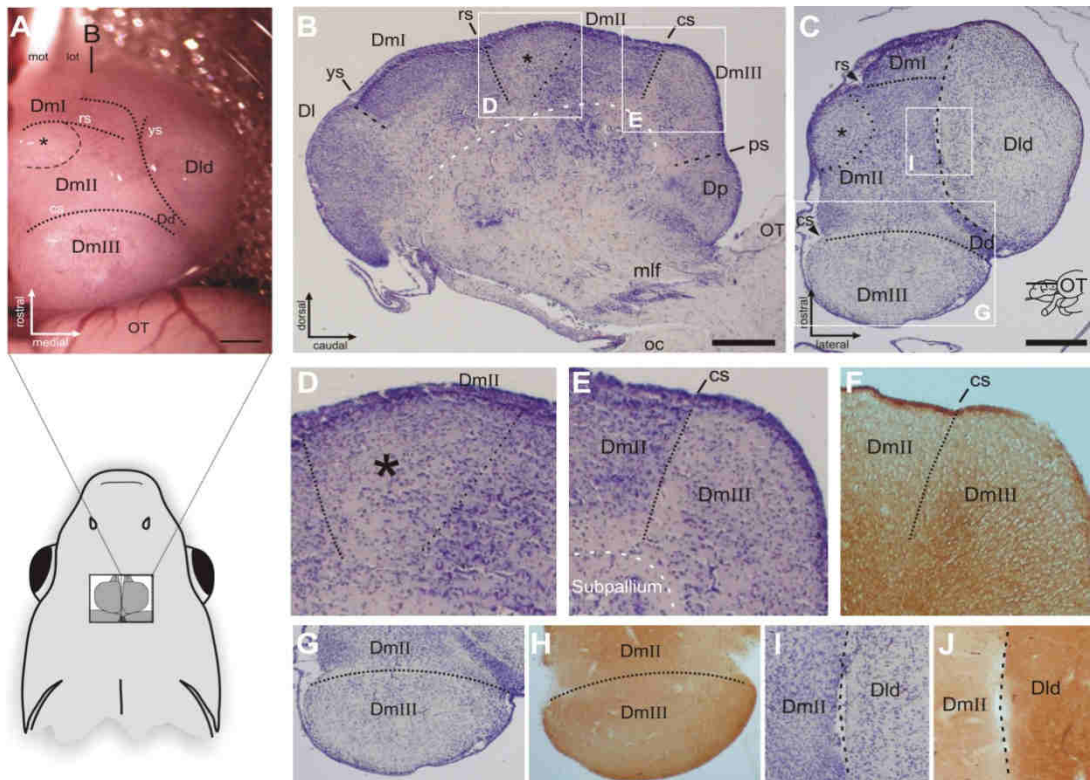 A
B
mot
lot
DmI
rs
ys
*
Dld
DmII
cs
Dd
DmIII
rostral
medial
OT
B
DmI
rs
DmII
cs
DmIII
ys
*
D
E
Dl
ps
Dp
OT
mlf
dorsal
caudal
oc
C
rs
DmI
*
I
Dld
DmII
cs
Dd
DmIII
G
OT
rostral
lateral
D
DmII
*
E
cs
DmII
DmIII
Subpallium
F
cs
DmII
DmIII
G
DmII
DmIII
H
DmII
DmIII
I
DmII
Dld
J
DmII
Dld